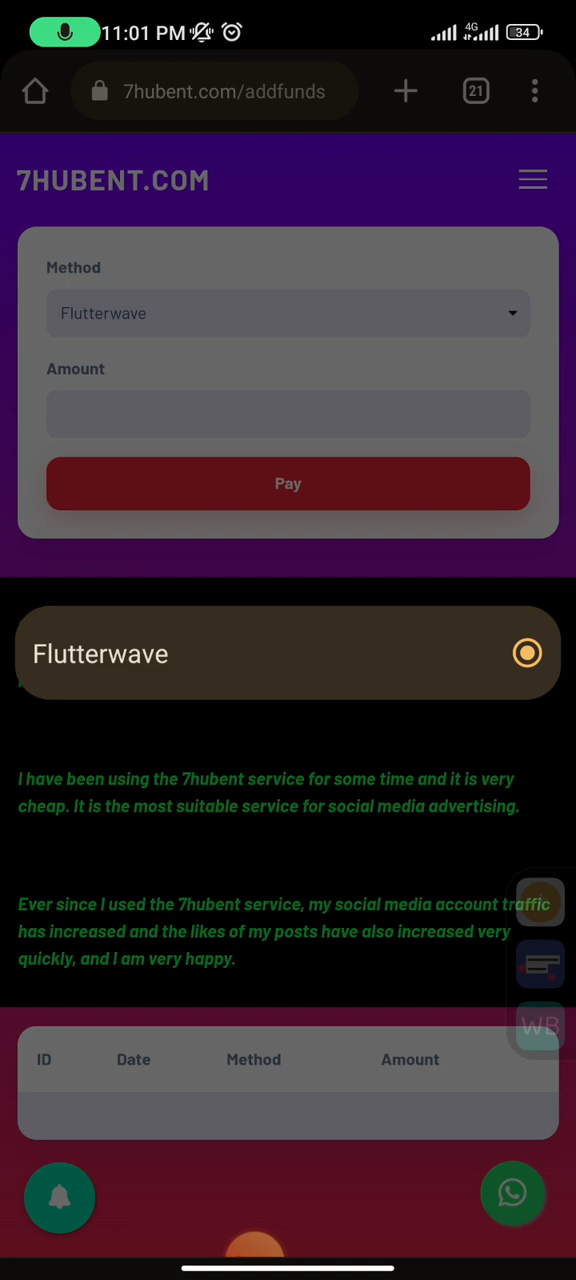 11:01 PM 4G 34
7hubent.com/addfunds 21
7HUBENT.COM
Method
Flutterwave
Amount
Pay
Flutterwave
I have been using the 7hubent service for some time and it is very
cheap. It is the most suitable service for social media advertising.
Ever since I used the 7hubent service, my social media account traffic
has increased and the likes of my posts have also increased very
quickly, and I am very happy.
WB
ID Date Method Amount